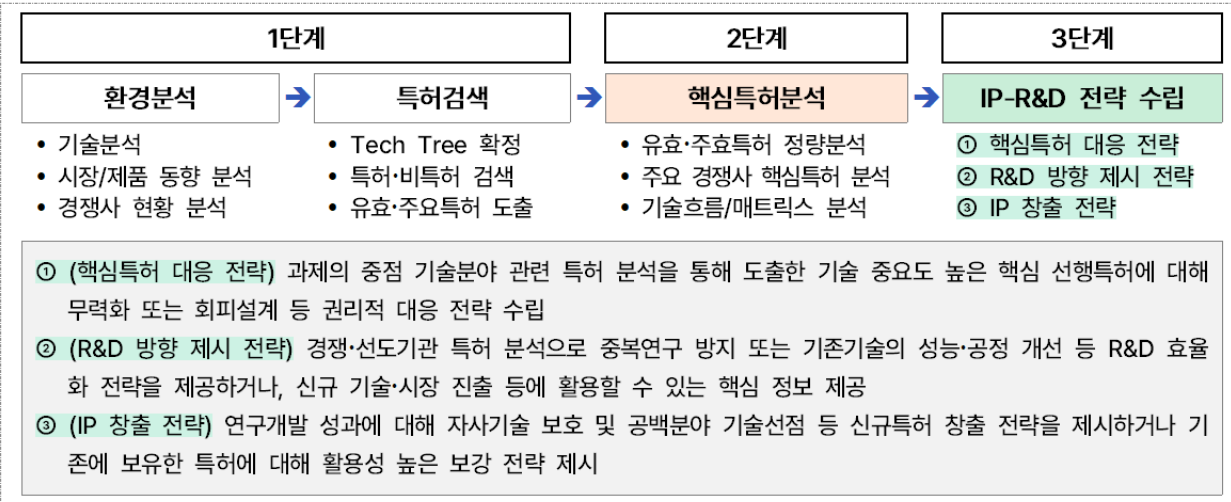 1단계 2단계 3단계
환경분석 ➔ 특허검색 ➔ 핵심특허분석 ➔ IP-R&D 전략 수립
• 기술분석 • Tech Tree 확정 • 유효·주효특허 정량분석 ① 핵심특허 대응 전략
• 시장/제품 동향 분석 • 특허·비특허 검색 • 주요 경쟁사 핵심특허 분석 ② R&D 방향 제시 전략
• 경쟁사 현황 분석 • 유효·주요특허 도출 • 기술흐름/매트릭스 분석 ③ IP 창출 전략
① (핵심특허 대응 전략) 과제의 중점 기술분야 관련 특허 분석을 통해 도출한 기술 중요도 높은 핵심 선행특허에 대해
무력화 또는 회피설계 등 권리적 대응 전략 수립
② (R&D 방향 제시 전략) 경쟁·선도기관 특허 분석으로 중복연구 방지 또는 기존기술의 성능·공정 개선 등 R&D 효율
화 전략을 제공하거나, 신규 기술·시장 진출 등에 활용할 수 있는 핵심 정보 제공
③ (IP 창출 전략) 연구개발 성과에 대해 자사기술 보호 및 공백분야 기술선점 등 신규특허 창출 전략을 제시하거나 기
존에 보유한 특허에 대해 활용성 높은 보강 전략 제시